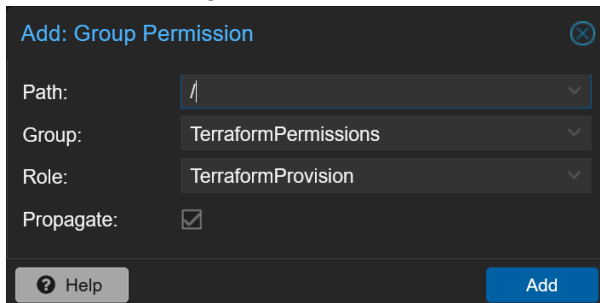 Add: Group Permission
Path: /
Group: TerraformPermissions
Role: TerraformProvision
Propagate:
Help
Add